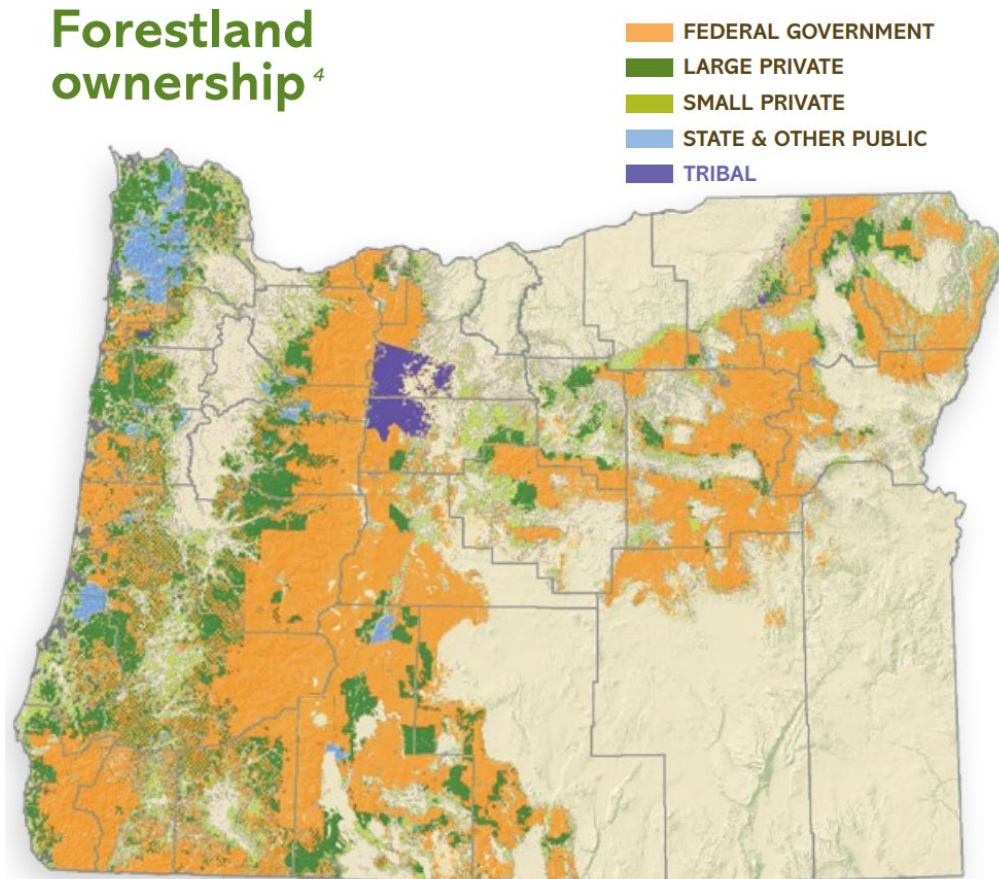 Forestland
ownership 4
FEDERAL GOVERNMENT
LARGE PRIVATE
SMALL PRIVATE
STATE & OTHER PUBLIC
TRIBAL